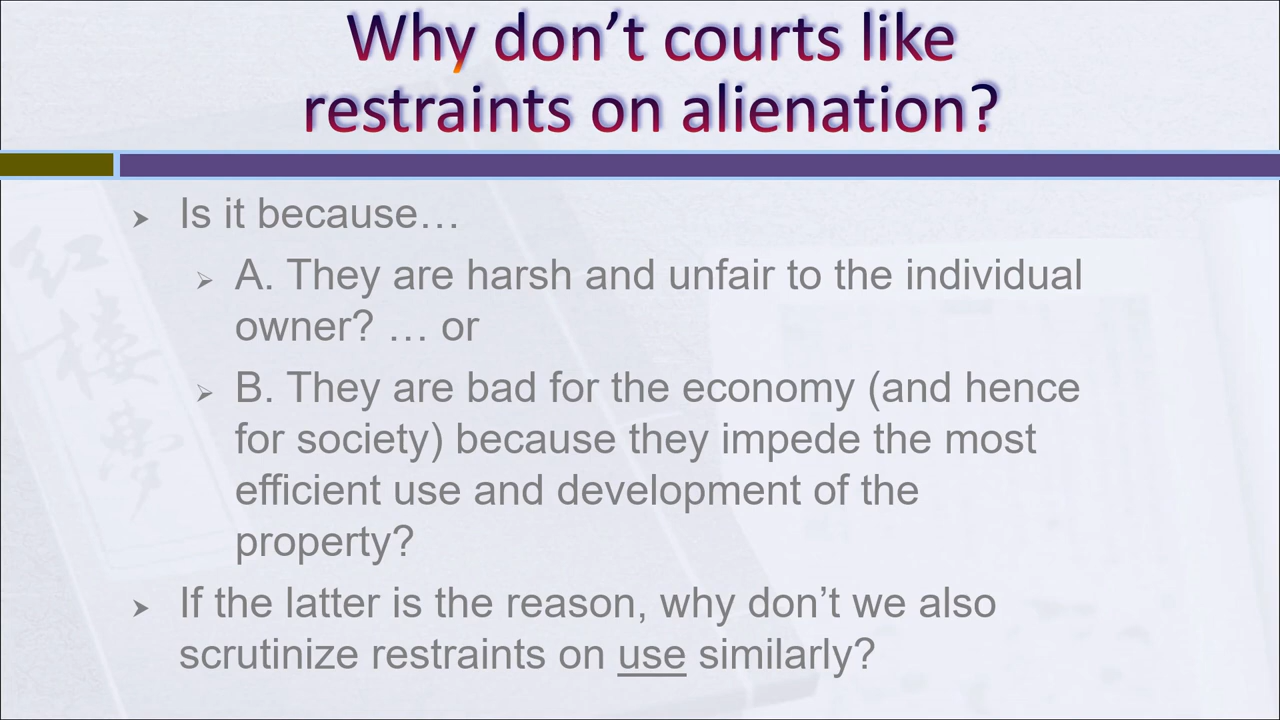 Why don’t courts like
restraints on alienation?
Is it because…
A. They are harsh and unfair to the individual
owner? … or
B. They are bad for the economy (and hence
for society) because they impede the most
efficient use and development of the
property?
If the latter is the reason, why don’t we also
scrutinize restraints on use similarly?
红
楼
梦